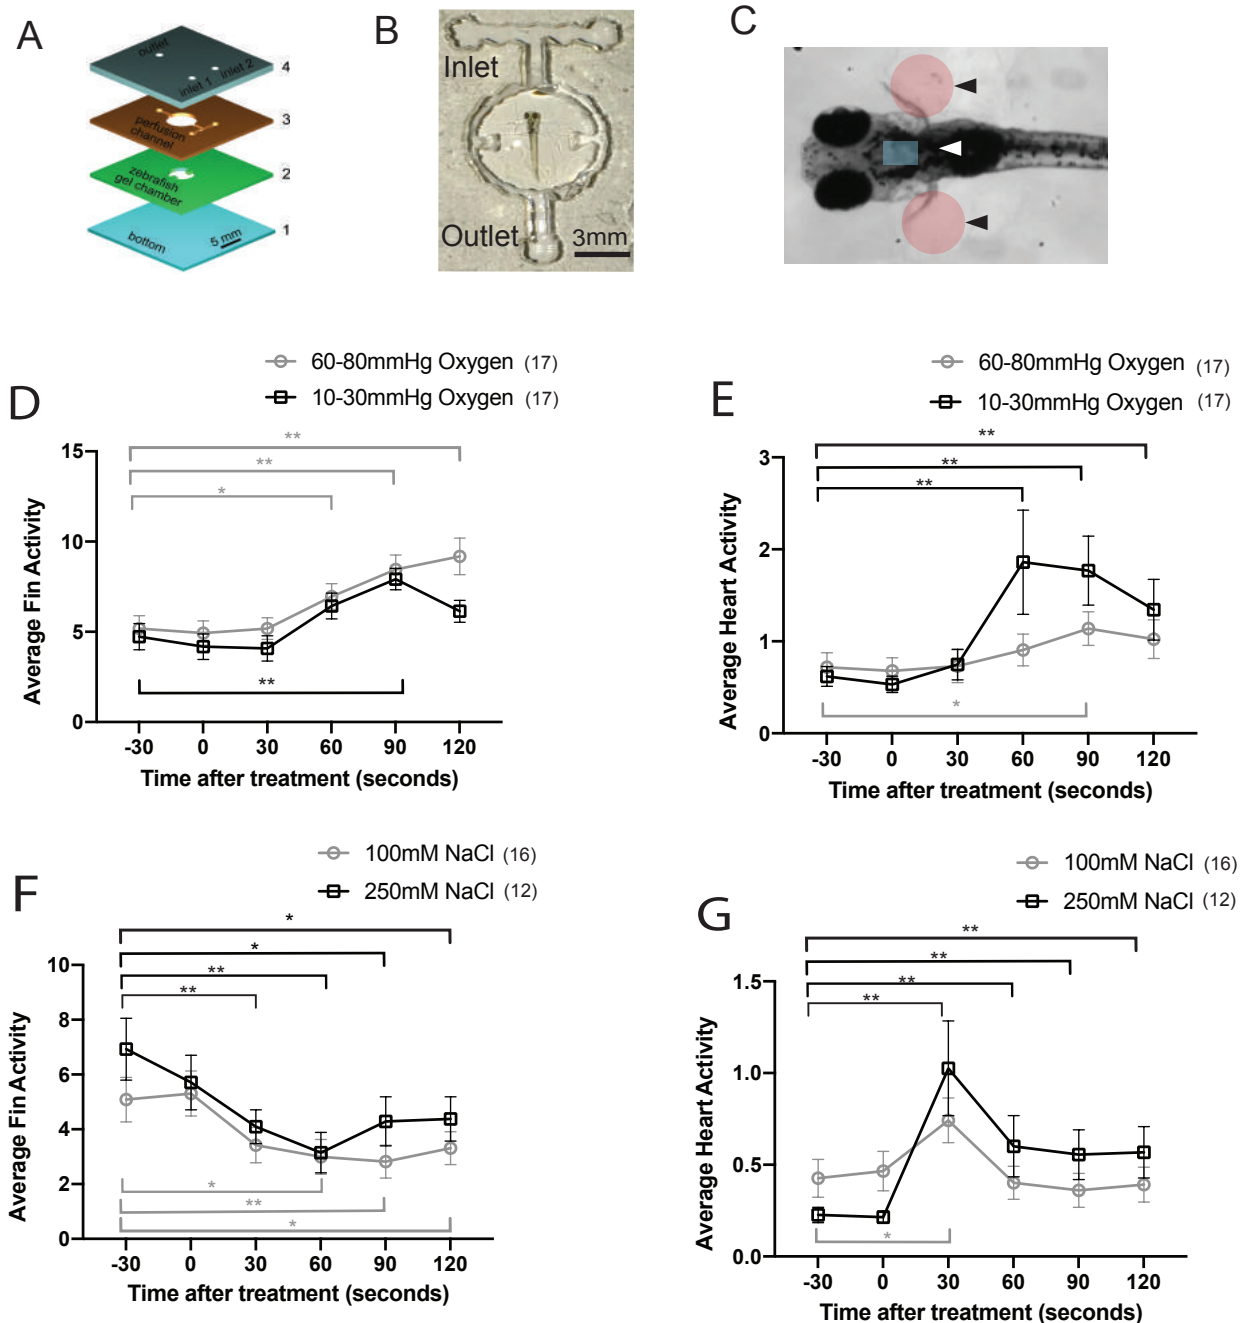 A
outlet
inlet 1
inlet 2
4
perfusion
channel
3
zebrafish
gel chamber
2
bottom
5 mm
1
B
Inlet
Outlet
3mm
C
D
60-80mmHg Oxygen (17)
10-30mmHg Oxygen (17)
**
**
*
15
10
5
0
**
Average Fin Activity
-30 0 30 60 90 120
Time after treatment (seconds)
E
60-80mmHg Oxygen (17)
10-30mmHg Oxygen (17)
**
**
**
3
2
1
0
*
Average Heart Activity
-30 0 30 60 90 120
Time after treatment (seconds)
F
100mM NaCl (16)
250mM NaCl (12)
*
*
**
**
10
8
6
4
2
0
*
**
*
Average Fin Activity
-30 0 30 60 90 120
Time after treatment (seconds)
G
100mM NaCl (16)
250mM NaCl (12)
**
**
**
**
1.5
1.0
0.5
0.0
*
Average Heart Activity
-30 0 30 60 90 120
Time after treatment (seconds)